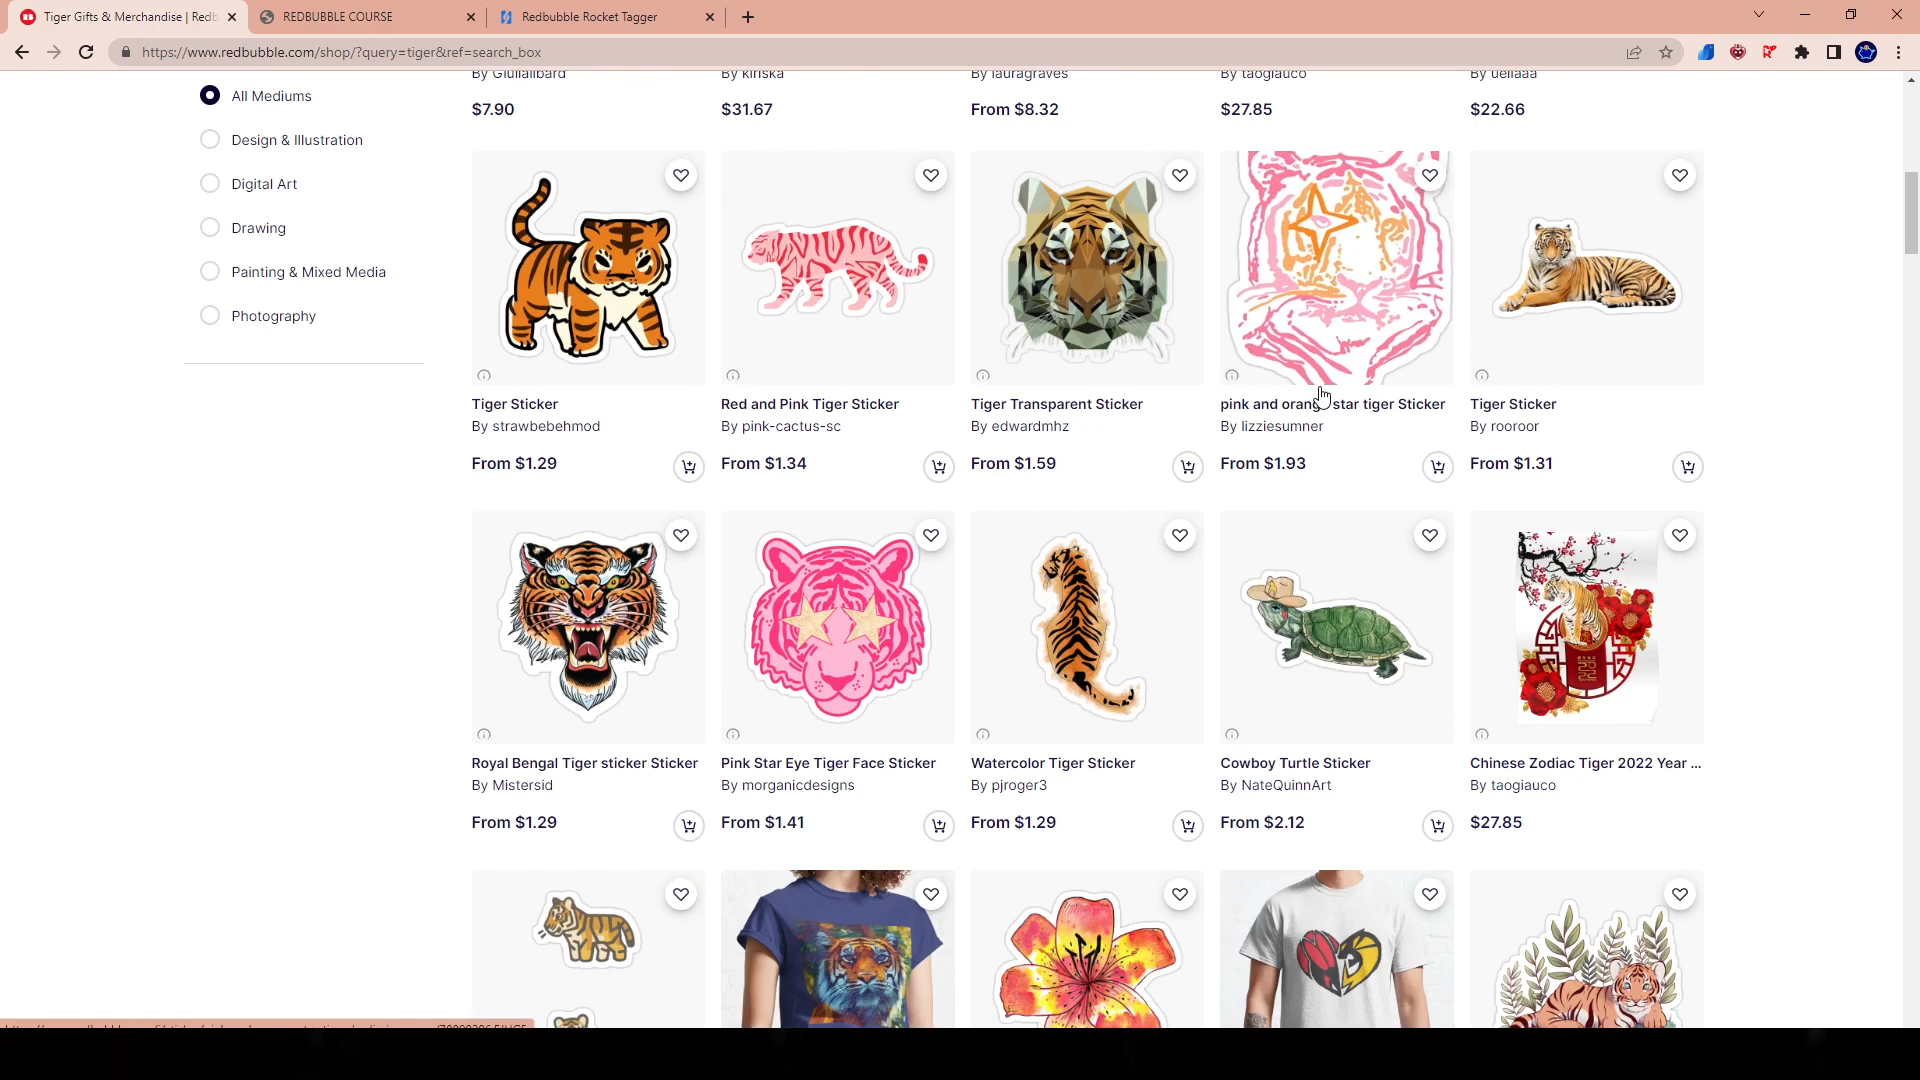 Tiger Gifts & Merchandise | Redb
REDBUBBLE COURSE
Redbubble Rocket Tagger
https://www.redbubble.com/shop/?query=tiger&ref=search_box
All Mediums
Design & Illustration
Digital Art
Drawing
Painting & Mixed Media
Photography
By Giulialibard By kiriska By lauragraves By taogiauco By uellaaa
$7.90 $31.67 From $8.32 $27.85 $22.66
Tiger Sticker Red and Pink Tiger Sticker Tiger Transparent Sticker pink and orange star tiger Sticker Tiger Sticker
By strawbebehmod By pink-cactus-sc By edwardmhz By lizziesumner By rooroor
From $1.29 From $1.34 From $1.59 From $1.93 From $1.31
Royal Bengal Tiger sticker Sticker Pink Star Eye Tiger Face Sticker Watercolor Tiger Sticker Cowboy Turtle Sticker Chinese Zodiac Tiger 2022 Year ...
By Mistersid By morganicdesigns By pjroger3 By NateQuinnArt By taogiauco
From $1.29 From $1.41 From $1.29 From $2.12 $27.85